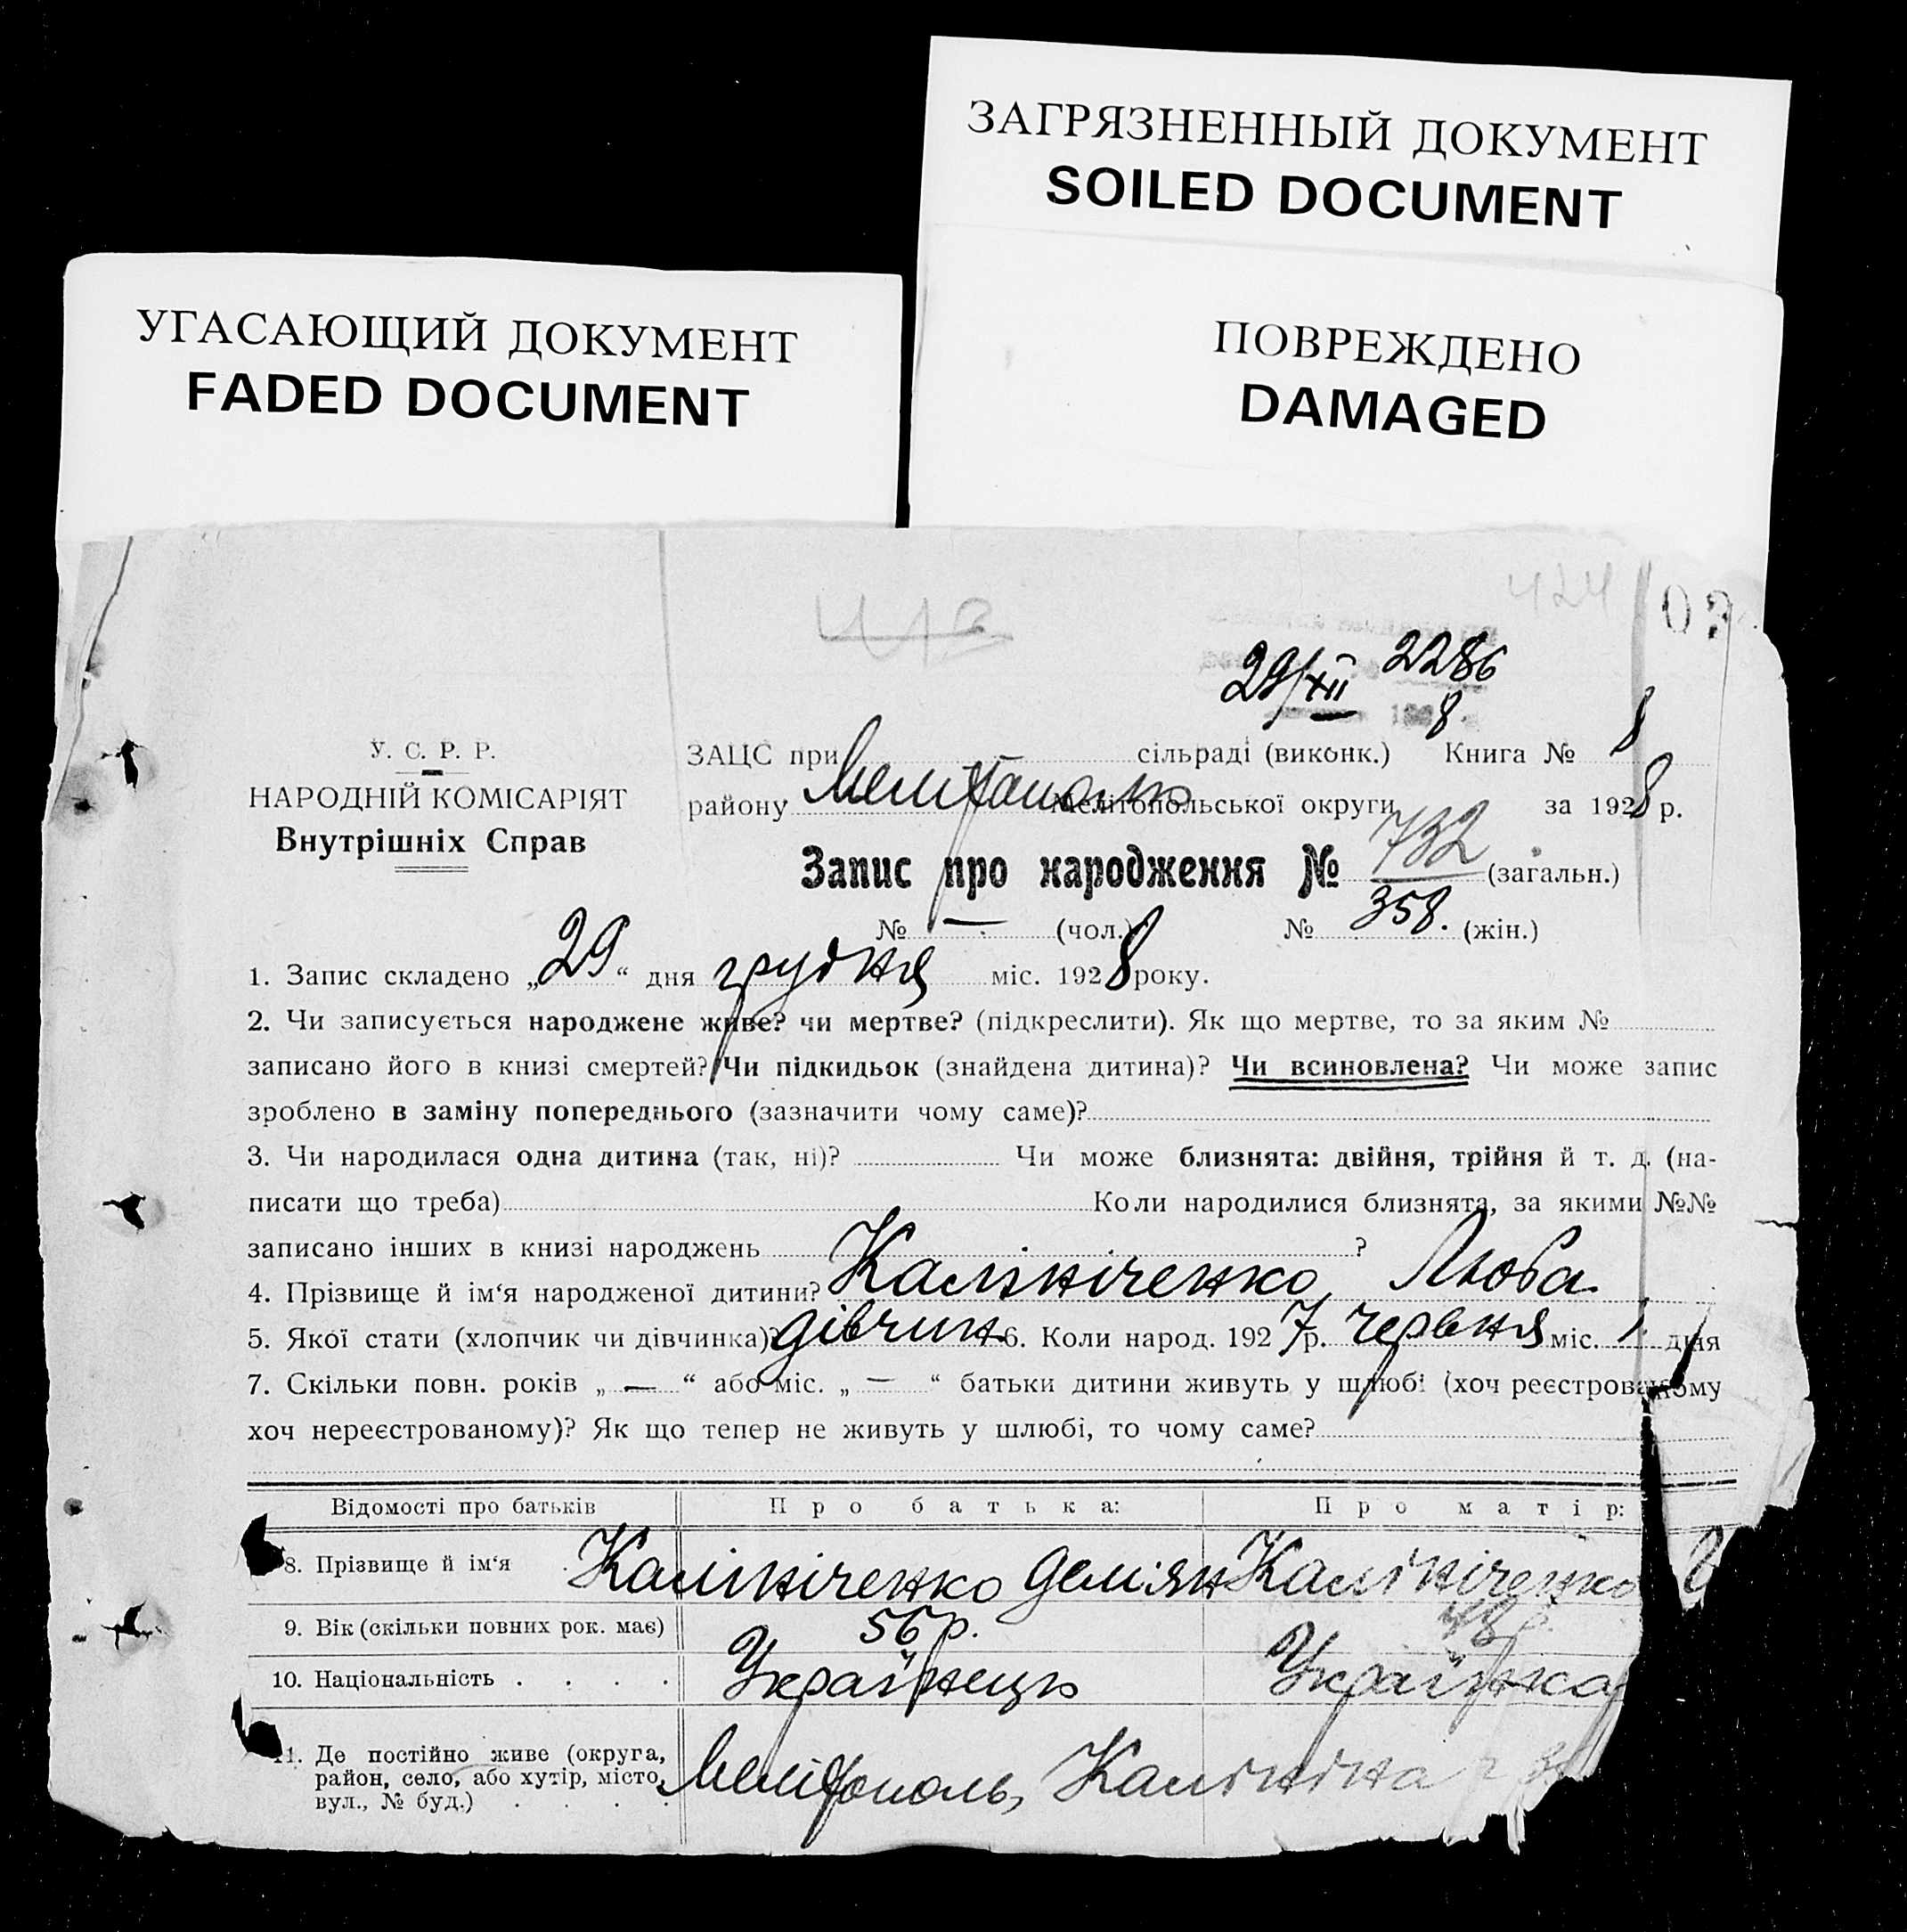 ЗАГРЯЗНЕННЫЙ ДОКУМЕНТ
SOILED DOCUMENT
УГАСАЮЩИЙ ДОКУМЕНТ
FADED DOCUMENT
ПОВРЕЖДЕНО
DAMAGED
424
29/XII 2286
8
У. С. Р. Р.
НАРОДНІЙ КОМІСАРІЯТ
Внутрішніх Справ
ЗАЦС при сільраді (виконк.) Книга № 8
району Мелітополь Мелітопольської округи за 1928 р.
Запис про народження № 732 (загальн.)
№ — (чол.) № 358. (жін.)
1. Запис складено „29“ дня грудня міс. 1928 року.
2. Чи записується народжене живе? чи мертве? (підкреслити). Як що мертве, то за яким №
записано його в книзі смертей? Чи підкидьок (знайдена дитина)? Чи всиновлена? Чи може запис
зроблено в заміну попереднього (зазначити чому саме)?
3. Чи народилася одна дитина (так, ні)? Чи може близнята: двійня, трійня й т. д. (на-
писати що треба) Коли народилися близнята, за якими №№
записано інших в книзі народжень ?
4. Прізвище й ім‘я народженої дитини? Калініченко Люба.
5. Якої стати (хлопчик чи дівчинка)? дівчин 6. Коли народ. 1927 р. червня міс. 1 дня
7. Скільки повн. років „ — “ або міс. „ — “ батьки дитини живуть у шлюбі (хоч реєстрованому
хоч нереєстрованому)? Як що тепер не живуть у шлюбі, то чому саме?
Відомості про батьків Про батька: Про матір:
8. Прізвище й ім‘я Калініченко Дем'ян Калініченко
9. Вік (скільки повних рок. має) 56 р. 48 р.
10. Національність . . . . Українець Українка
11. Де постійно живе (округа,
район, село, або хутір, місто, Мелітополь, Калініна
вул., № буд.) . . . .